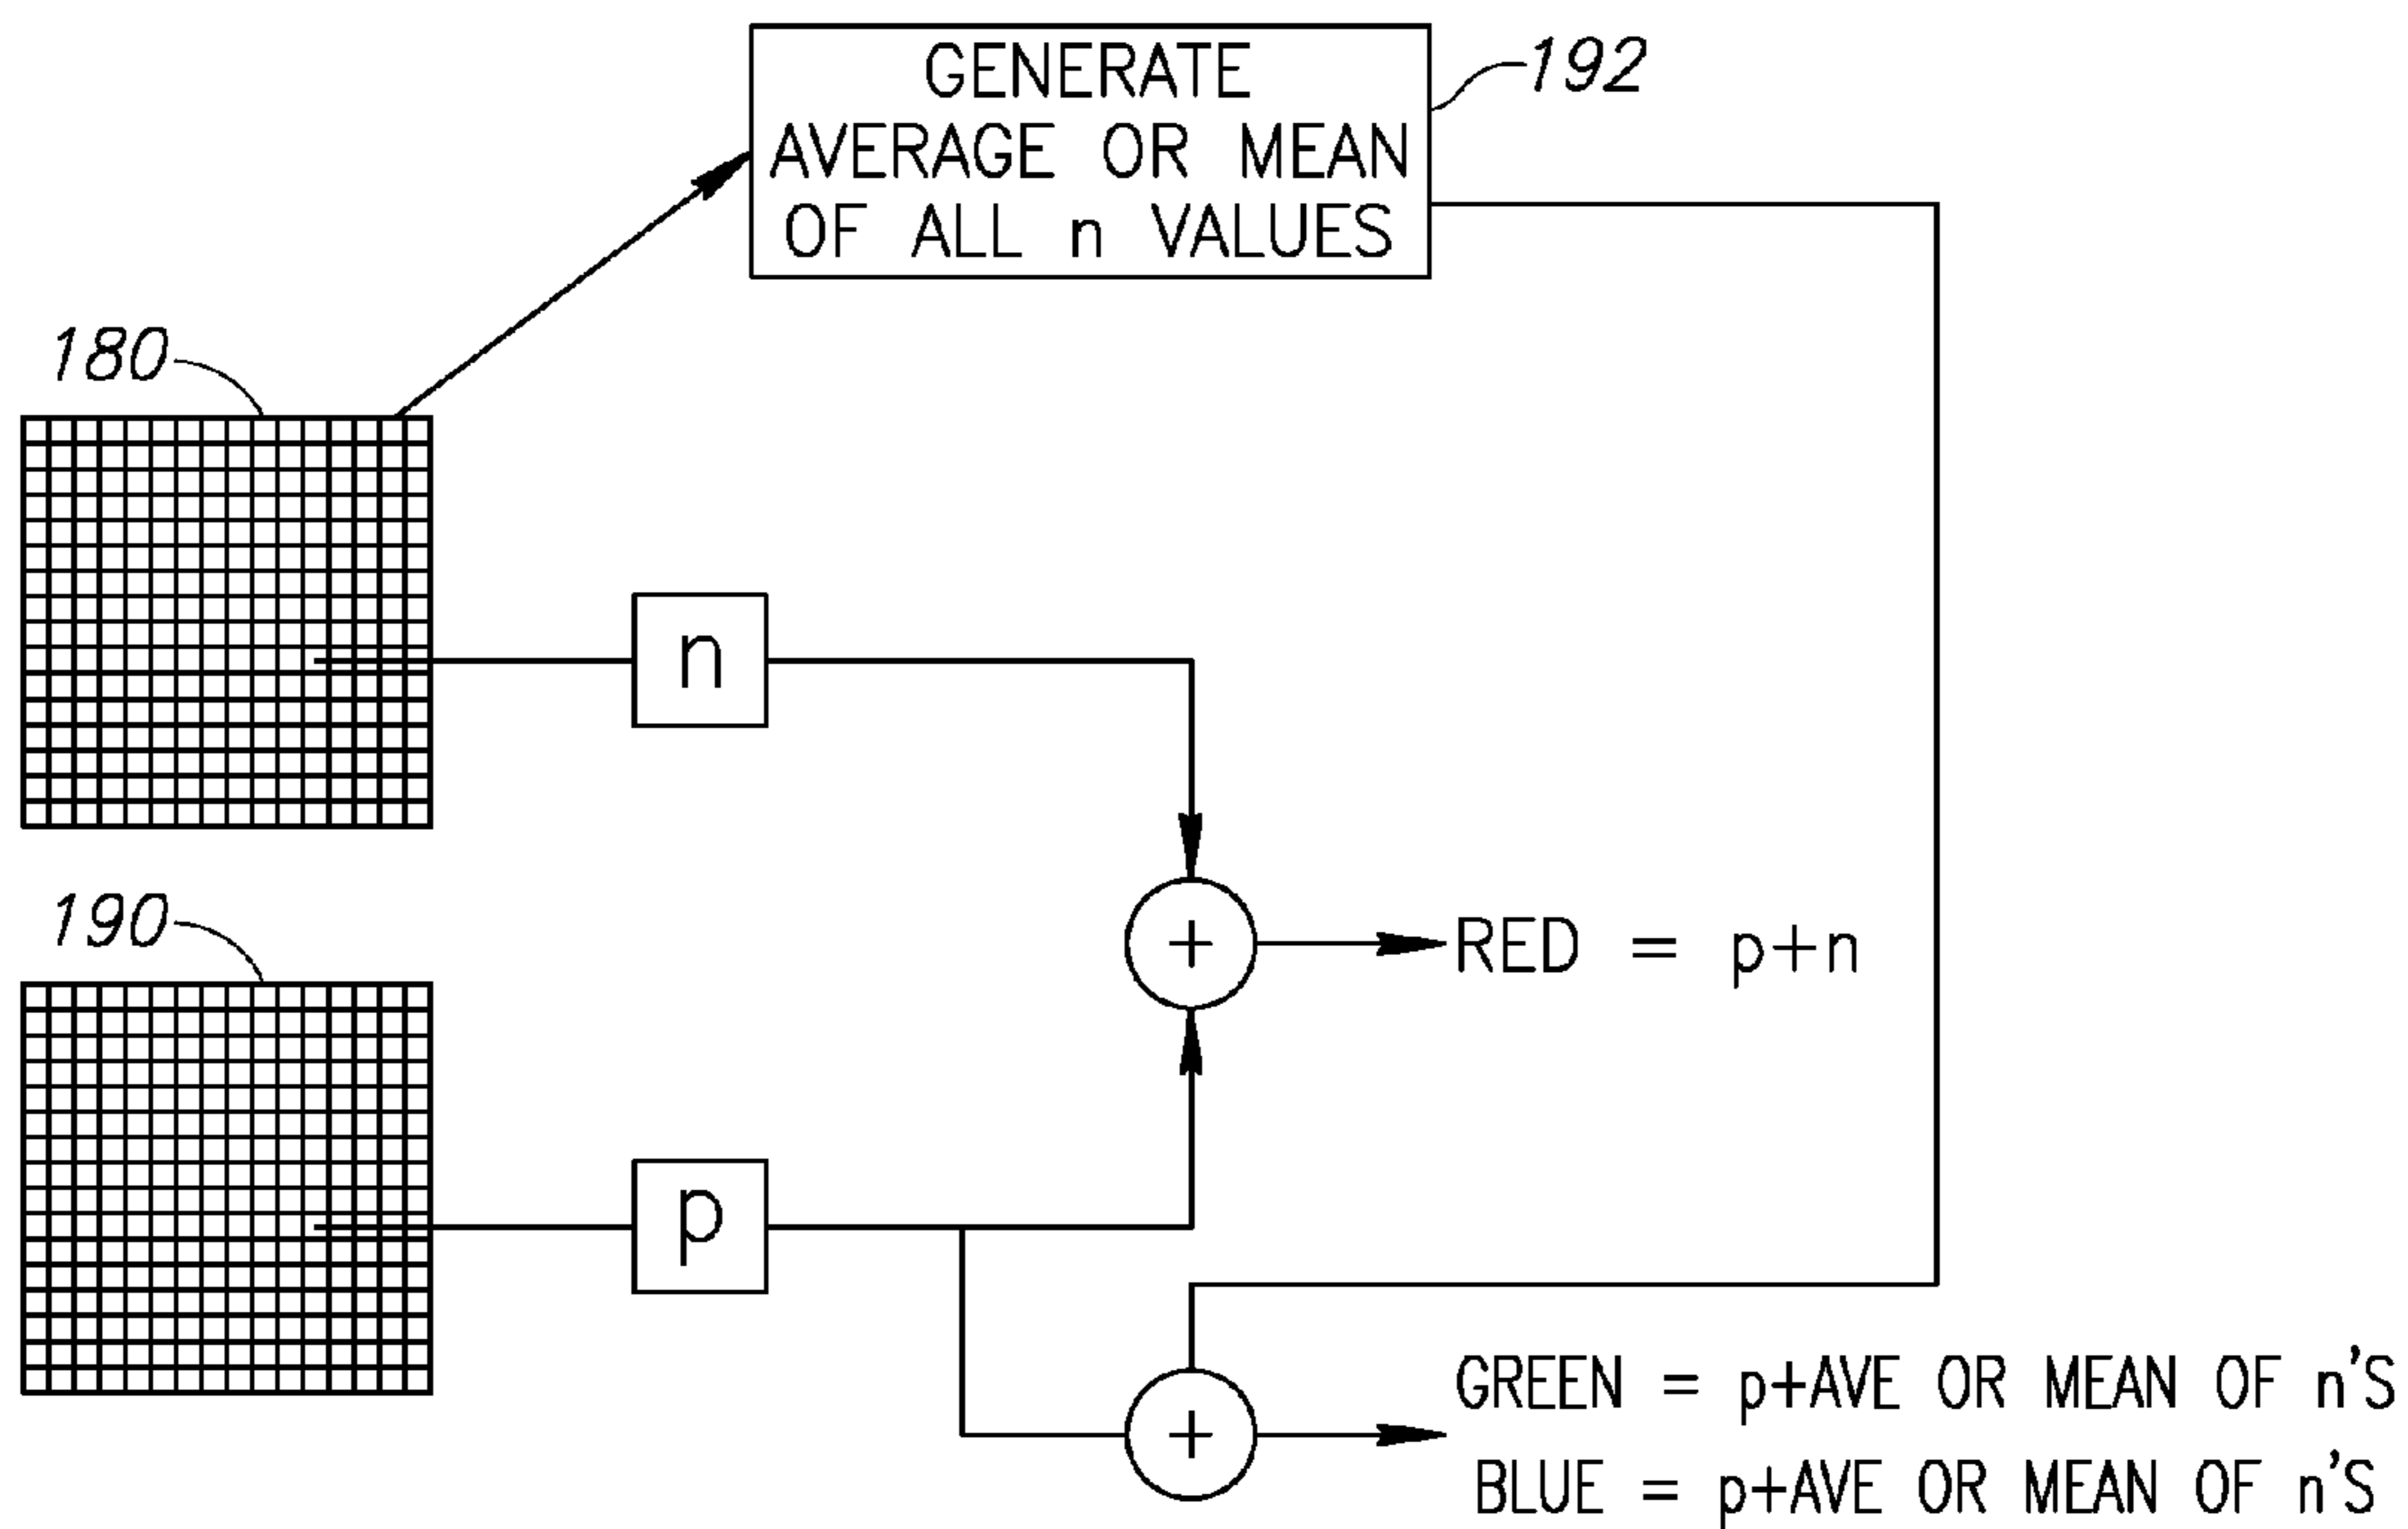 GENERATE
AVERAGE OR MEAN
OF ALL n VALUES
192
180
n
190
+
RED = p+n
p
+
GREEN = p+AVE OR MEAN OF n'S
BLUE = p+AVE OR MEAN OF n'S